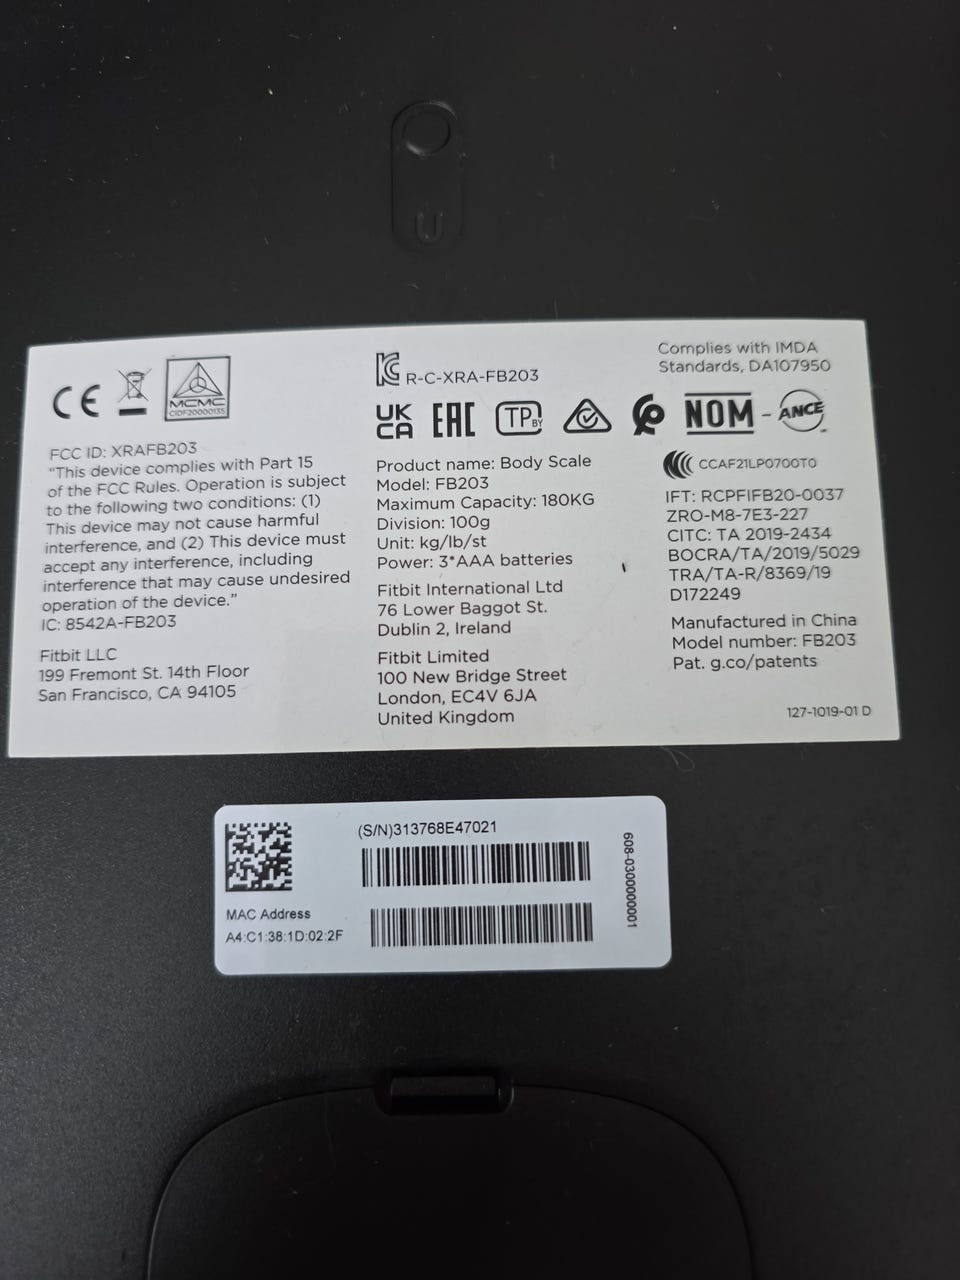 U
CE
MCMC
CIDF20000135
FCC ID: XRAFB203
"This device complies with Part 15
of the FCC Rules. Operation is subject
to the following two conditions: (1)
This device may not cause harmful
interference, and (2) This device must
accept any interference, including
interference that may cause undesired
operation of the device."
IC: 8542A-FB203
Fitbit LLC
199 Fremont St. 14th Floor
San Francisco, CA 94105
R-C-XRA-FB203
UK
CA
EAC
TP BY
Product name: Body Scale
Model: FB203
Maximum Capacity: 180KG
Division: 100g
Unit: kg/lb/st
Power: 3*AAA batteries
Fitbit International Ltd
76 Lower Baggot St.
Dublin 2, Ireland
Fitbit Limited
100 New Bridge Street
London, EC4V 6JA
United Kingdom
Complies with IMDA
Standards, DA107950
NOM - ANCE
CCAF21LP0700T0
IFT: RCPFIFB20-0037
ZRO-M8-7E3-227
CITC: TA 2019-2434
BOCRA/TA/2019/5029
TRA/TA-R/8369/19
D172249
Manufactured in China
Model number: FB203
Pat. g.co/patents
127-1019-01 D
(S/N)313768E47021
MAC Address
A4:C1:38:1D:02:2F
608-030000001